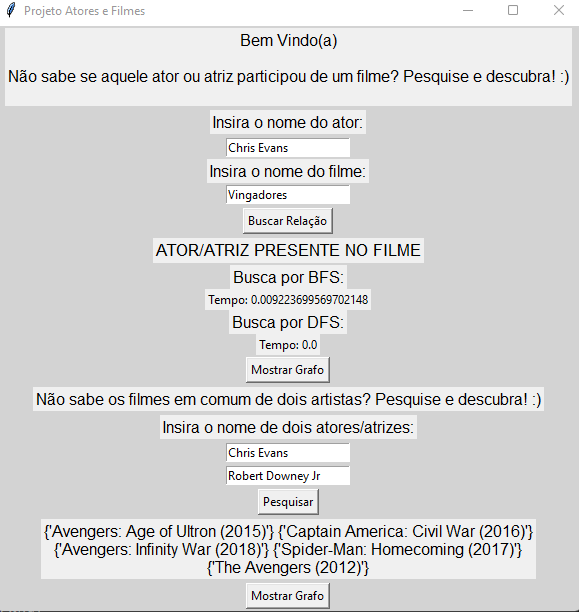 Projeto Atores e Filmes
Bem Vindo(a)
Não sabe se aquele ator ou atriz participou de um filme? Pesquise e descubra! :)
Insira o nome do ator:
Chris Evans
Insira o nome do filme:
Vingadores
Buscar Relação
ATOR/ATRIZ PRESENTE NO FILME
Busca por BFS:
Tempo: 0.009223699569702148
Busca por DFS:
Tempo: 0.0
Mostrar Grafo
Não sabe os filmes em comum de dois artistas? Pesquise e descubra! :)
Insira o nome de dois atores/atrizes:
Chris Evans
Robert Downey Jr
Pesquisar
{'Avengers: Age of Ultron (2015)'} {'Captain America: Civil War (2016)'}
{'Avengers: Infinity War (2018)'} {'Spider-Man: Homecoming (2017)'}
{'The Avengers (2012)'}
Mostrar Grafo